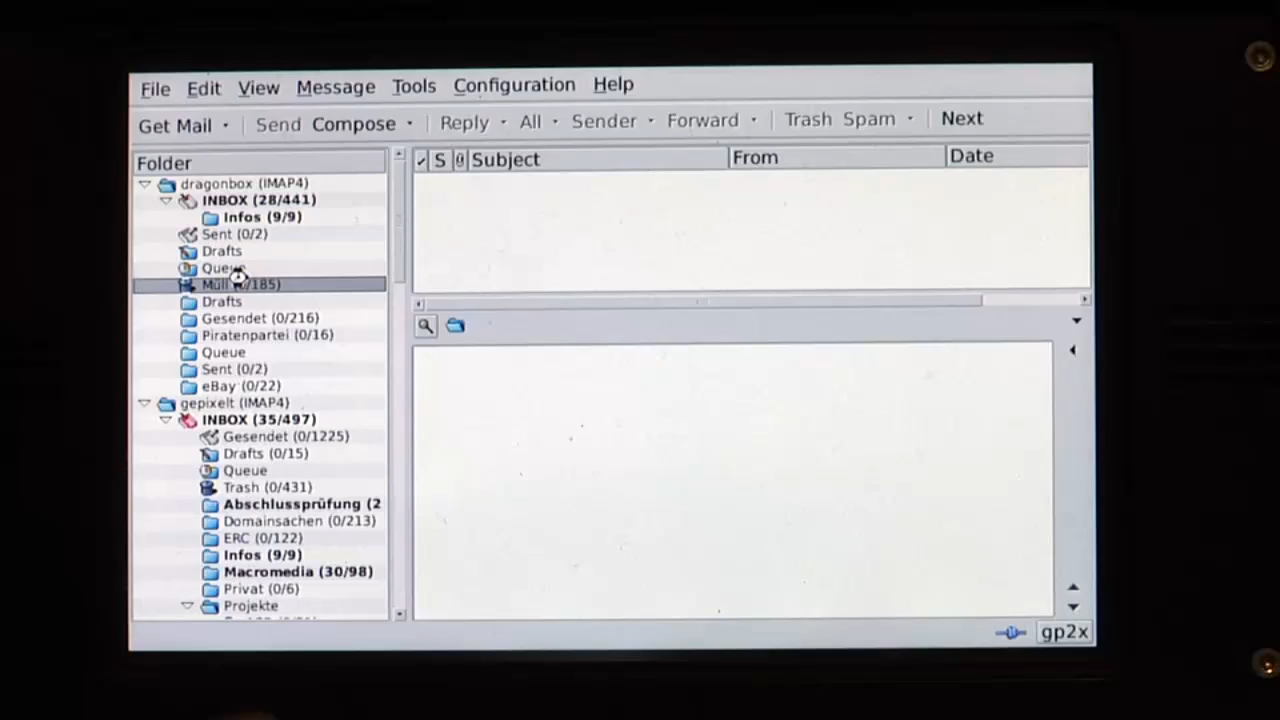 File Edit View Message Tools Configuration Help
Get Mail Send Compose Reply All Sender Forward Trash Spam Next
Folder
S Subject From Date
dragonbox (IMAP4)
INBOX (28/441)
Infos (9/9)
Sent (0/2)
Drafts
Queue
Müll (0/185)
Drafts
Gesendet (0/216)
Piratenpartei (0/16)
Queue
Sent (0/2)
eBay (0/22)
gepixelt (IMAP4)
INBOX (35/497)
Gesendet (0/1225)
Drafts (0/15)
Queue
Trash (0/431)
Abschlussprüfung (2
Domainsachen (0/213)
ERC (0/122)
Infos (9/9)
Macromedia (30/98)
Privat (0/6)
Projekte
gp2x